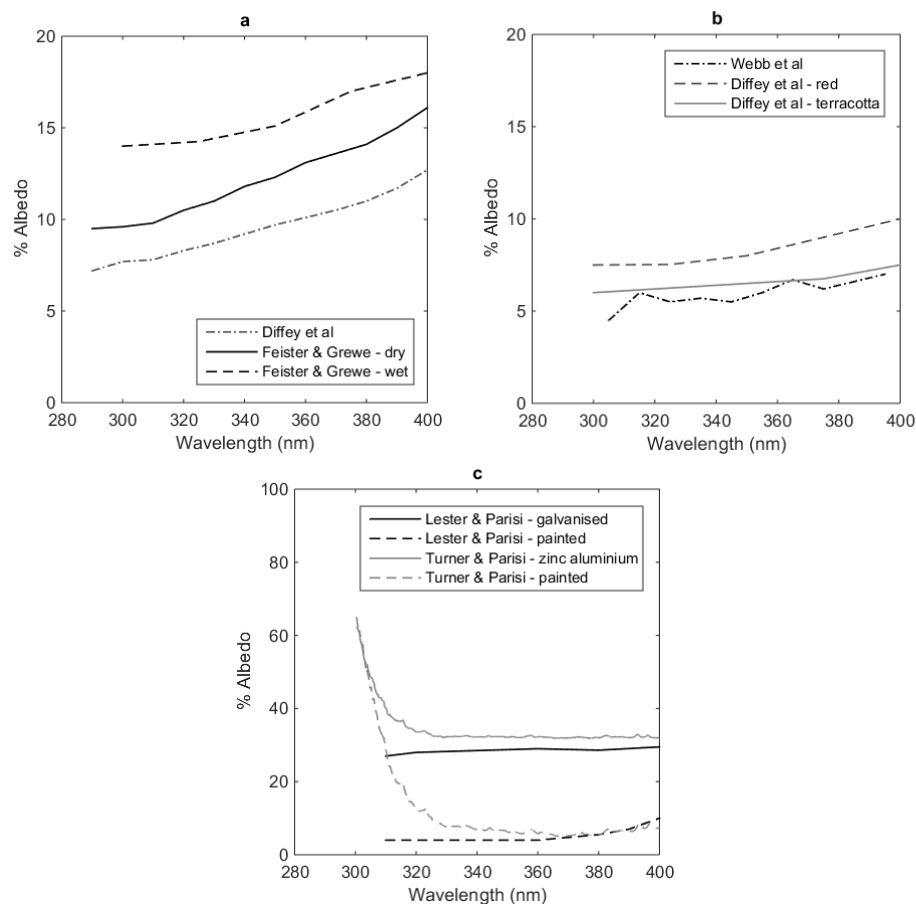 a
20
15
10
5
0
% Albedo
Diffey et al
Feister & Grewe - dry
Feister & Grewe - wet
280 300 320 340 360 380 400
Wavelength (nm)
b
20
15
10
5
0
% Albedo
Webb et al
Diffey et al - red
Diffey et al - terracotta
280 300 320 340 360 380 400
Wavelength (nm)
c
100
80
60
40
20
0
% Albedo
Lester & Parisi - galvanised
Lester & Parisi - painted
Turner & Parisi - zinc aluminium
Turner & Parisi - painted
280 300 320 340 360 380 400
Wavelength (nm)